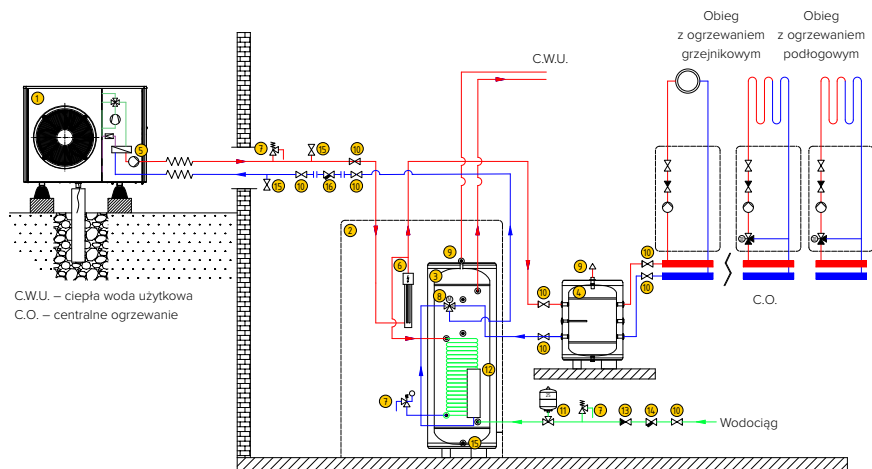 Obieg
z ogrzewaniem
grzejnikowym
Obieg
z ogrzewaniem
podłogowym
C.W.U.
1
5
7
15
10
15
10
16
10
2
9
3
6
8
12
7
15
9
4
10
10
10
10
C.O.
11
7
13
14
10
Wodociąg
C.W.U. – ciepła woda użytkowa
C.O. – centralne ogrzewanie